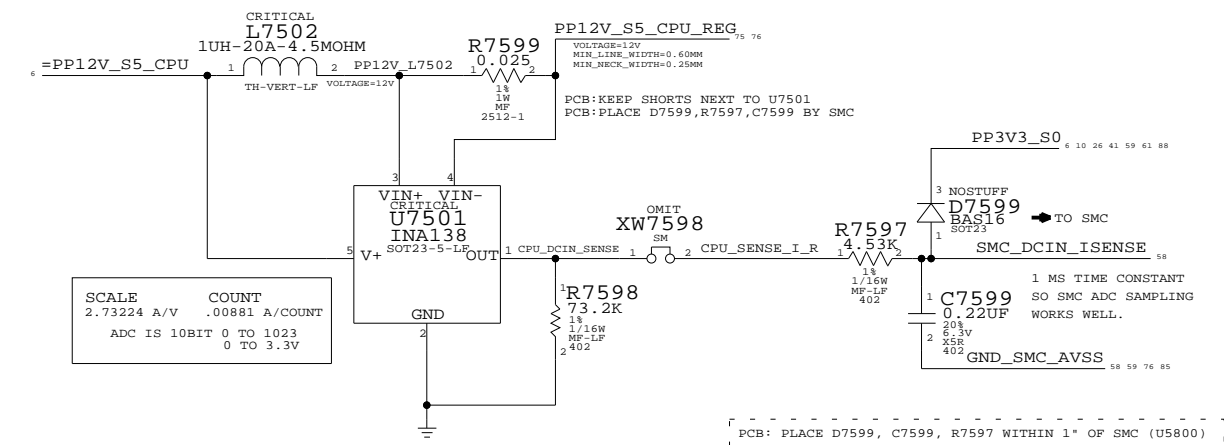 CRITICAL
L7502
1UH-20A-4.5MOHM
6 =PP12V_S5_CPU
1 2
TH-VERT-LF
PP12V_L7502
VOLTAGE=12V
R7599
0.025
1 2
1%
1W
MF
2512-1
PP12V_S5_CPU_REG 75 76
VOLTAGE=12V
MIN_LINE_WIDTH=0.60MM
MIN_NECK_WIDTH=0.25MM
PCB:KEEP SHORTS NEXT TO U7501
PCB:PLACE D7599,R7597,C7599 BY SMC
3 4
VIN+ VIN-
CRITICAL
U7501
INA138
SOT23-5-LF
5 V+
OUT 1
GND
2
CPU_DCIN_SENSE
OMIT
XW7598
SM
1 2
CPU_SENSE_I_R
1 R7598
73.2K
1%
1/16W
MF-LF
2 402
R7597
4.53K
1 2
1%
1/16W
MF-LF
402
PP3V3_S0 6 10 26 41 59 61 88
3 NOSTUFF
D7599
BAS16
SOT23
1
TO SMC
SMC_DCIN_ISENSE 58
1 MS TIME CONSTANT
SO SMC ADC SAMPLING
WORKS WELL.
1 C7599
0.22UF
20%
6.3V
2 X5R
402
GND_SMC_AVSS 58 59 76 85
SCALE COUNT
2.73224 A/V .00881 A/COUNT
ADC IS 10BIT 0 TO 1023
0 TO 3.3V
PCB: PLACE D7599, C7599, R7597 WITHIN 1" OF SMC (U5800)